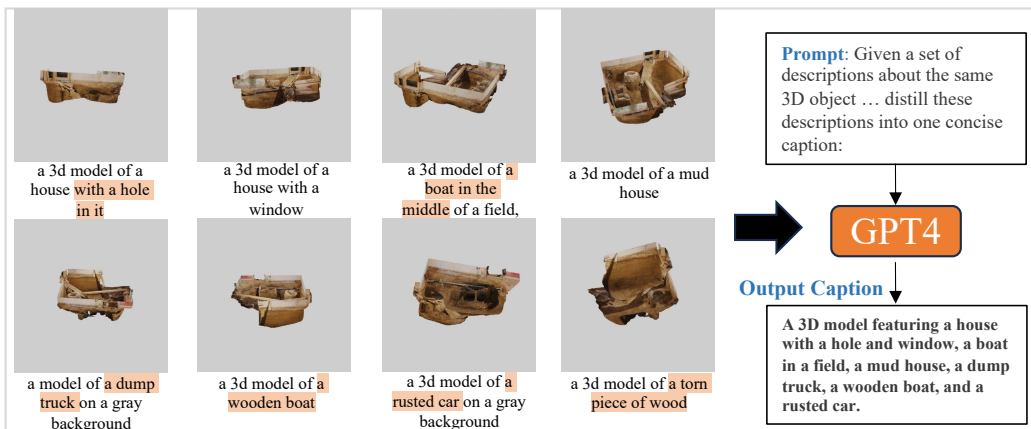 a 3d model of a
house with a hole
in it
a 3d model of a
house with a
window
a 3d model of a
boat in the
middle of a field,
a 3d model of a mud
house
a model of a dump
truck on a gray
background
a 3d model of a
wooden boat
a 3d model of a
rusted car on a gray
background
a 3d model of a torn
piece of wood
Prompt: Given a set of
descriptions about the same
3D object … distill these
descriptions into one concise
caption:
GPT4
Output Caption
A 3D model featuring a house
with a hole and window, a boat
in a field, a mud house, a dump
truck, a wooden boat, and a
rusted car.